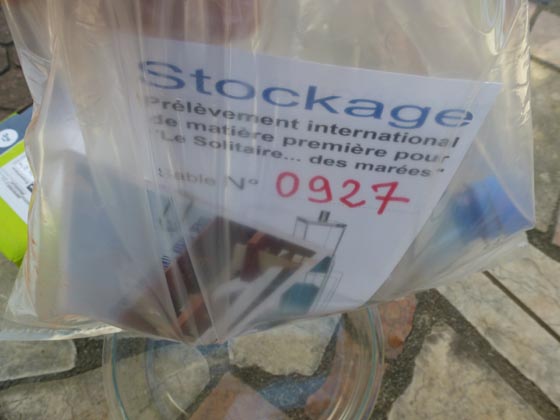 Stockage
Prélèvement international
de matière première pour
"Le Solitaire... des marées"
Sable N° 0927